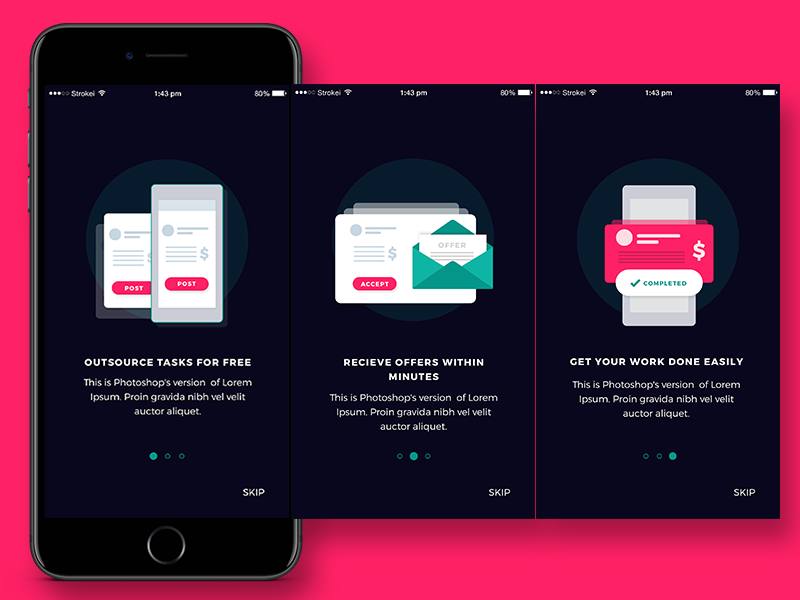 Strokei 1:43 pm 80%
POST
POST
$
$
OUTSOURCE TASKS FOR FREE
This is Photoshop's version of Lorem
Ipsum. Proin gravida nibh vel velit
auctor aliquet.
SKIP
Strokei 1:43 pm 80%
OFFER
$
ACCEPT
RECIEVE OFFERS WITHIN
MINUTES
This is Photoshop's version of Lorem
Ipsum. Proin gravida nibh vel velit
auctor aliquet.
SKIP
Strokei 1:43 pm 80%
$
COMPLETED
GET YOUR WORK DONE EASILY
This is Photoshop's version of Lorem
Ipsum. Proin gravida nibh vel velit
auctor aliquet.
SKIP